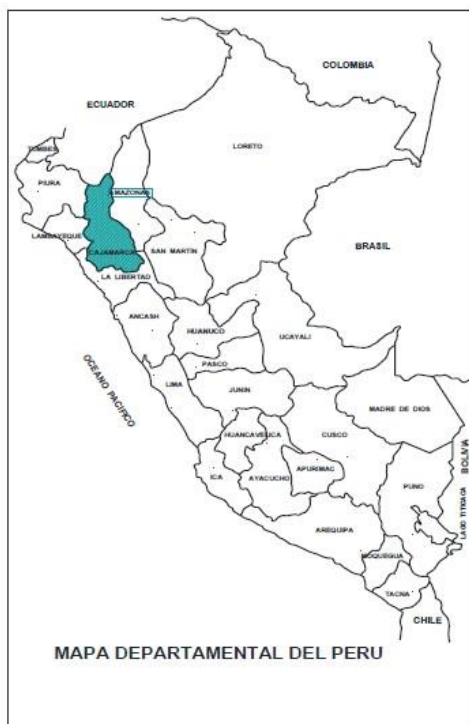 COLOMBIA
ECUADOR
LORETO
TUMBES
PIURA
AMAZONAS
BRASIL
LAMBAYEQUE
CAJAMARCA
SAN MARTIN
LA LIBERTAD
ANCASH
HUANUCO
UCAYALI
OCEANO PACIFICO
PASCO
LIMA
JUNIN
MADRE DE DIOS
HUANCAVELICA
CUSCO
ICA
AYACUCHO
APURIMAC
PUNO
LAGO TITICACA
BOLIVIA
AREQUIPA
MOQUEGUA
TACNA
CHILE
MAPA DEPARTAMENTAL DEL PERU